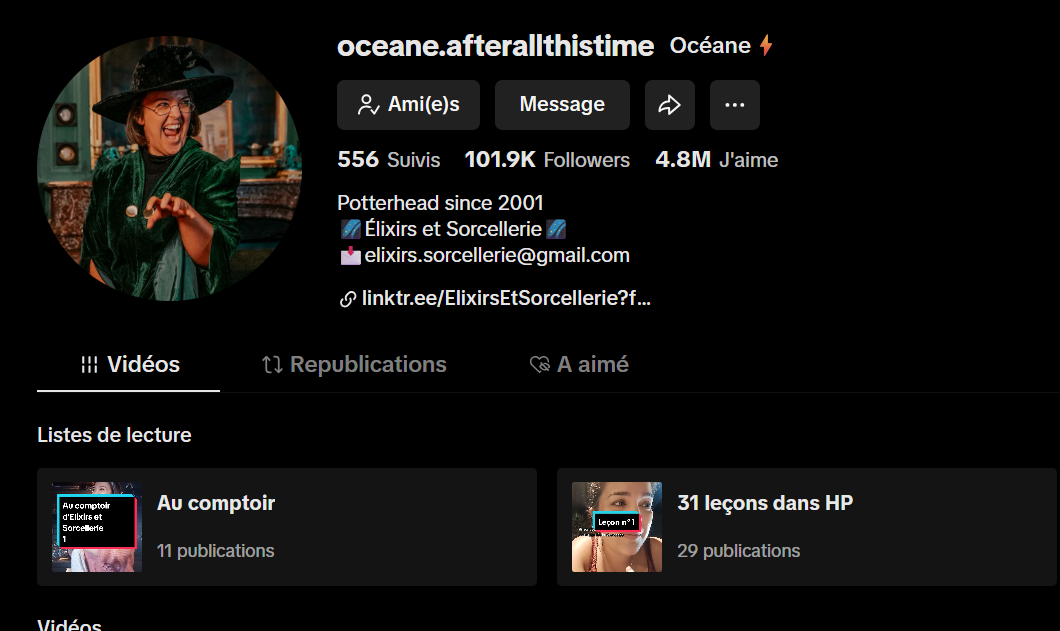 oceane.afterallthistime Océane
Ami(e)s Message
556 Suivis 101.9K Followers 4.8M J'aime
Potterhead since 2001
Élixirs et Sorcellerie
elixirs.sorcellerie@gmail.com
linktr.ee/ElixirsEtSorcellerie?f...
Vidéos Republications A aimé
Listes de lecture
Au comptoir
d'Elixirs et
Sorcellerie
1
Au comptoir
11 publications
Leçon n°1
31 leçons dans HP
29 publications
Vidéos